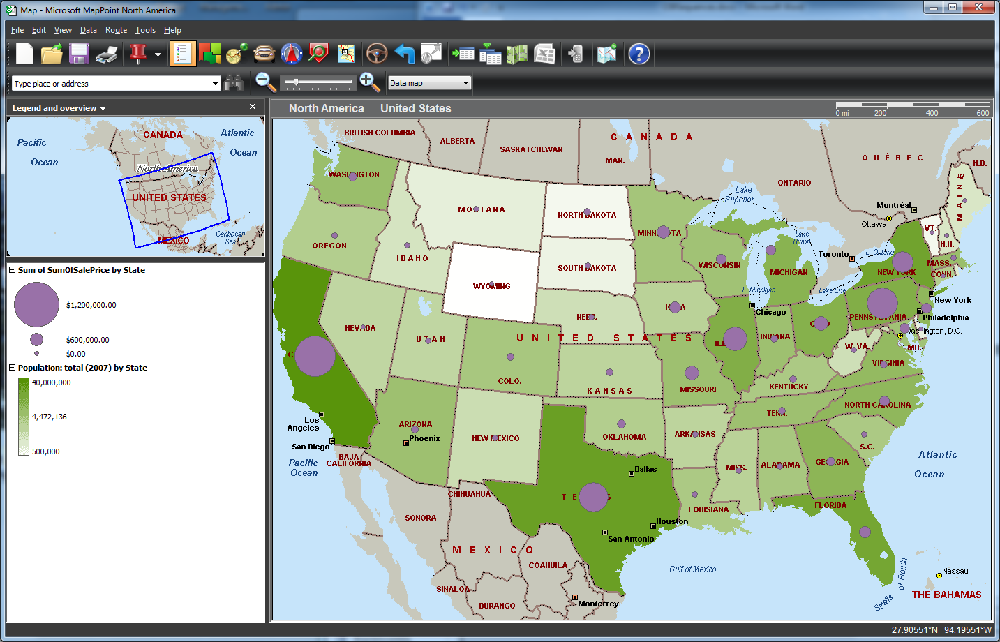 Map - Microsoft MapPoint North America
File Edit View Data Route Tools Help
Type place or address
Data map
Legend and overview
North America United States
0 mi 200 400 600
CANADA
Atlantic
Ocean
Pacific
Ocean
North America
UNITED STATES
MEXICO
Caribbean
Sea
Sum of SumOfSalePrice by State
$1,200,000.00
$600,000.00
$0.00
Population: total (2007) by State
40,000,000
4,472,136
500,000
BRITISH COLUMBIA
ALBERTA
SASKATCHEWAN
MAN.
CANADA
ONTARIO
QUÉBEC
N.B.
MAINE
WASHINGTON
MONTANA
NORTH DAKOTA
MINNESOTA
Lake
Superior
Montréal
Ottawa
VT.
N.H.
OREGON
IDAHO
SOUTH DAKOTA
WISCONSIN
Lake
Huron
MICHIGAN
Toronto
L. Ontario
NEW YORK
MASS.
CONN.
WYOMING
L. Michigan
Lake Erie
New York
NEVADA
UTAH
NEBR.
IOWA
Chicago
OHIO
PENNSYLVANIA
Philadelphia
UNITED STATES
INDIANA
W. VA.
Washington, D.C.
MD.
COLO.
KANSAS
MISSOURI
KENTUCKY
VIRGINIA
Los
Angeles
San Diego
ARIZONA
Phoenix
NEW MEXICO
OKLAHOMA
ARKANSAS
TENN.
NORTH CAROLINA
S.C.
BAJA
CALIFORNIA
Pacific
Ocean
TEXAS
Dallas
MISS.
ALABAMA
GEORGIA
Atlantic
Ocean
CHIHUAHUA
SONORA
LOUISIANA
FLORIDA
Houston
San Antonio
MEXICO
COAHUILA
Gulf of Mexico
Straits of Florida
Nassau
THE BAHAMAS
SINALOA
DURANGO
Monterrey
27.90551°N 94.19551°W